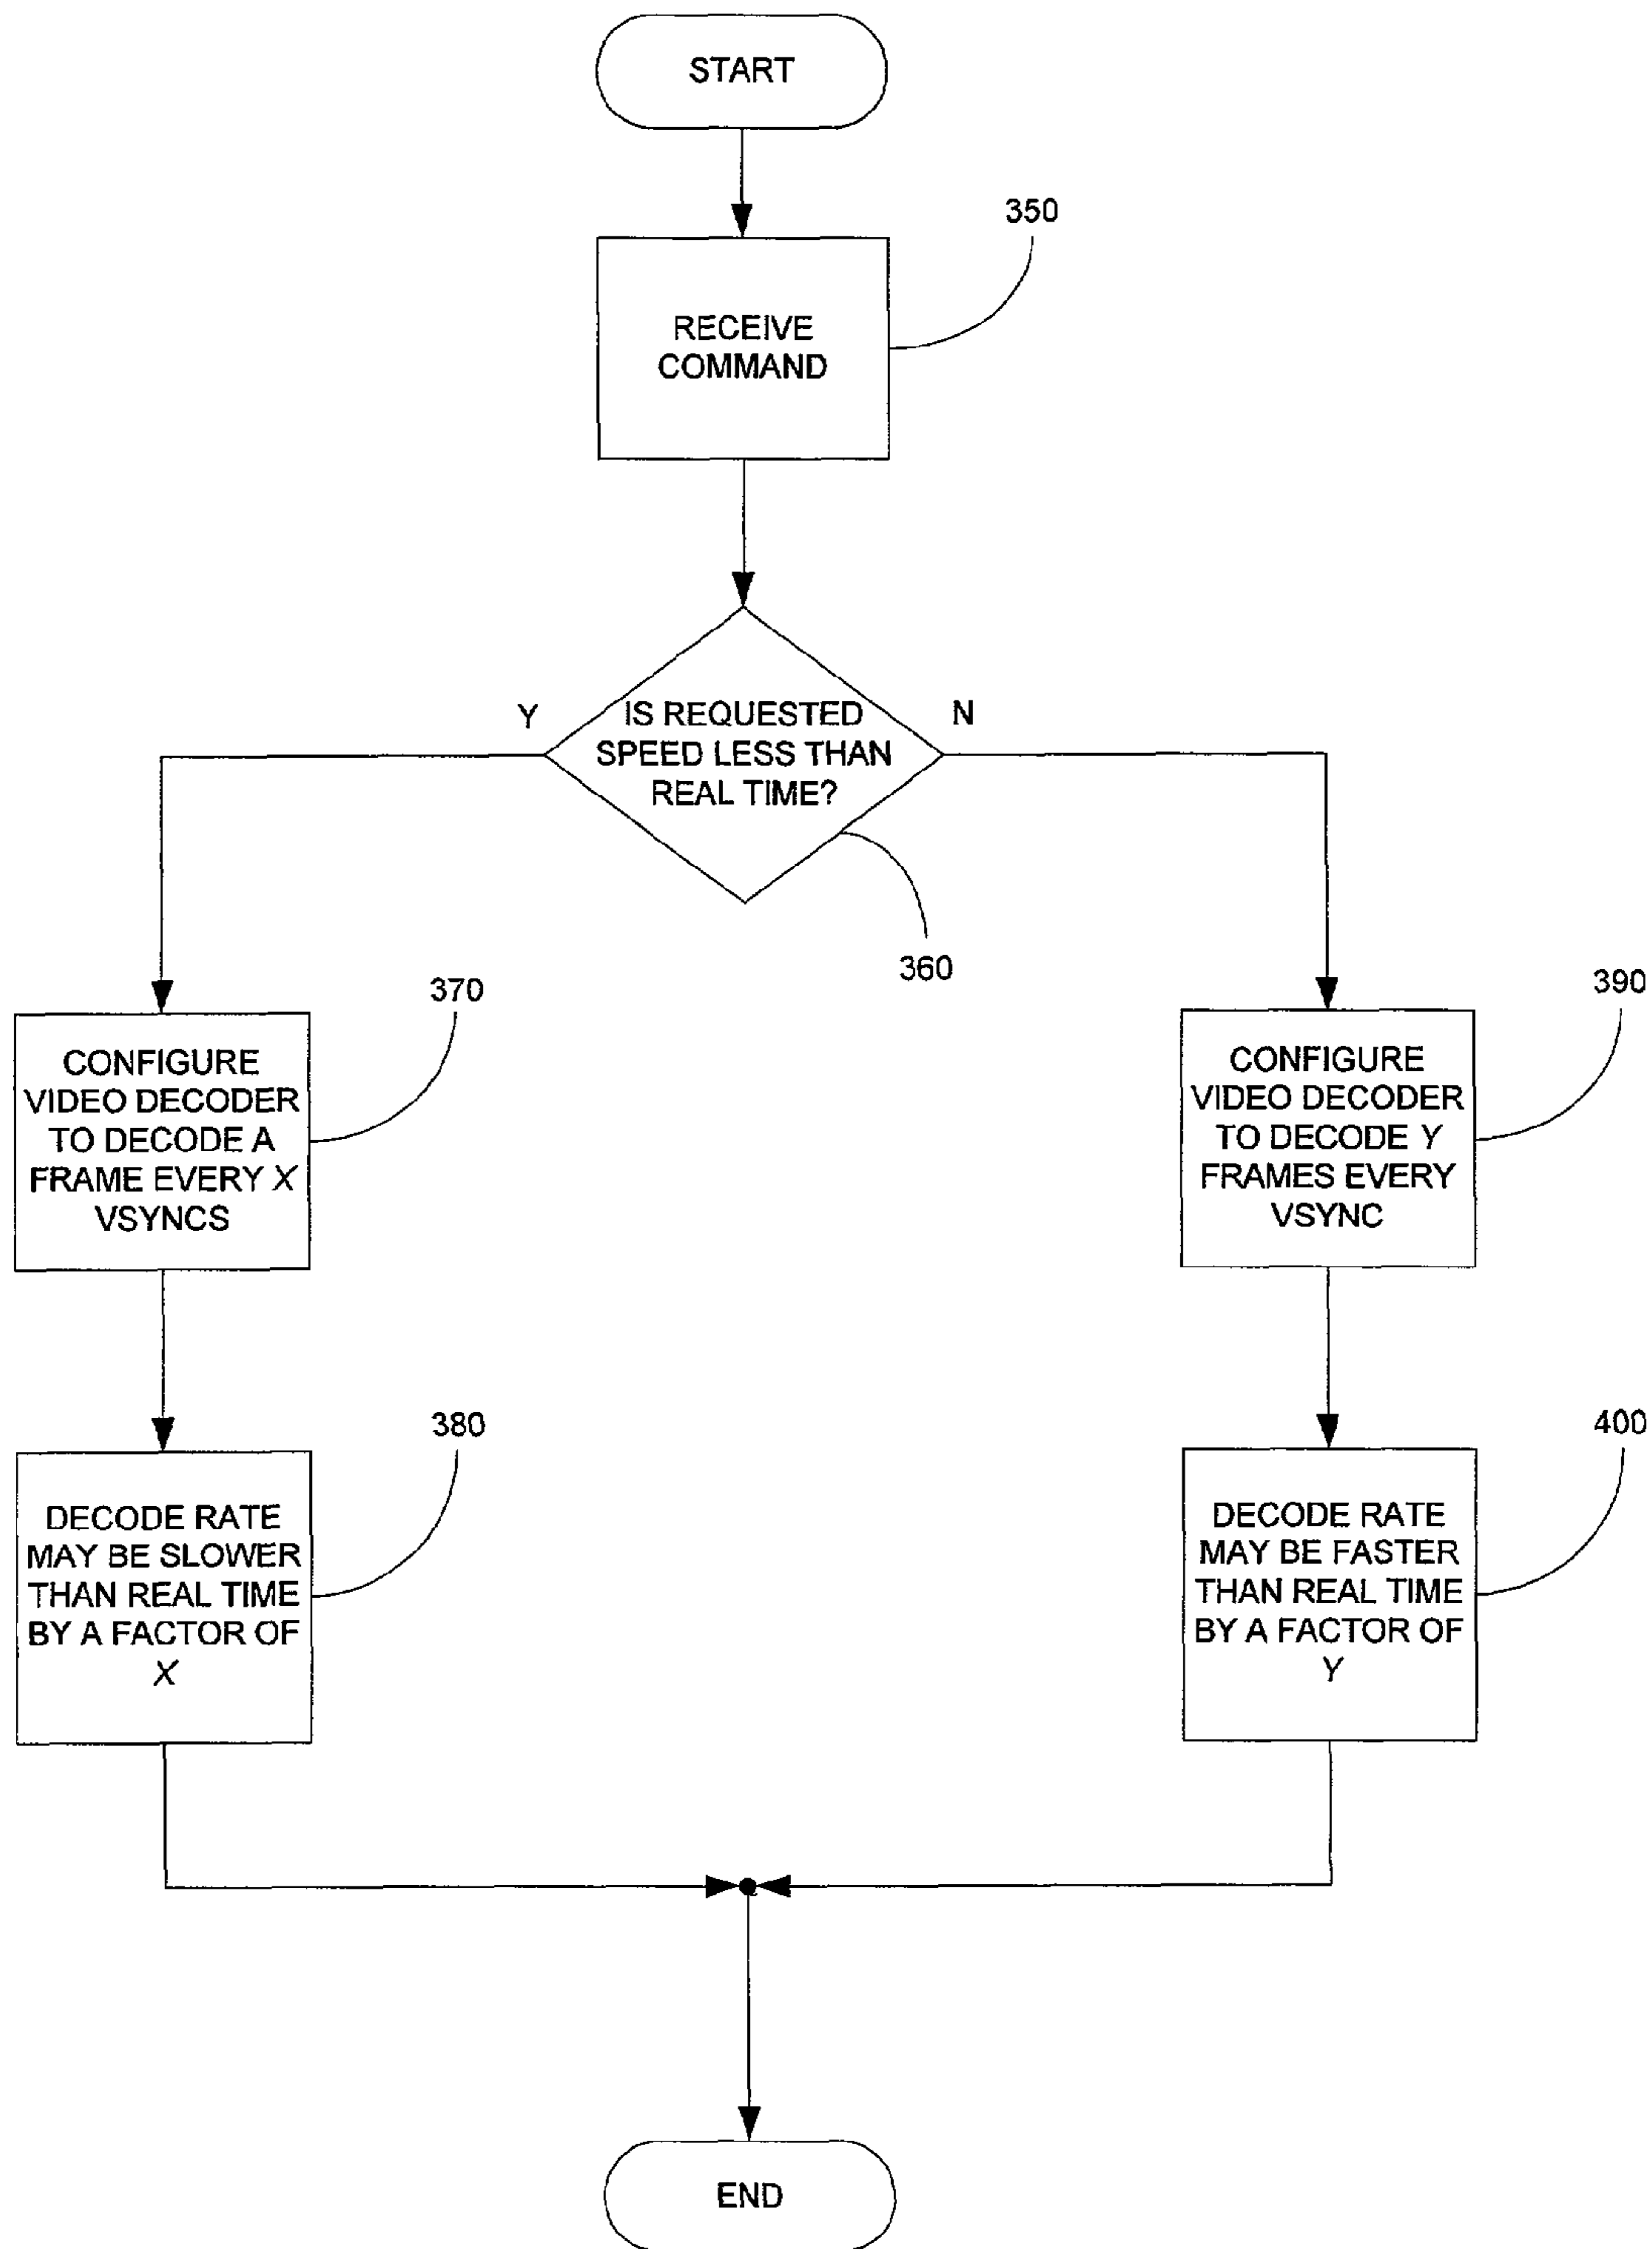 START
350
RECEIVE
COMMAND
Y
IS REQUESTED
SPEED LESS THAN
REAL TIME?
N
360
370
CONFIGURE
VIDEO DECODER
TO DECODE A
FRAME EVERY X
VSYNCS
390
CONFIGURE
VIDEO DECODER
TO DECODE Y
FRAMES EVERY
VSYNC
380
DECODE RATE
MAY BE SLOWER
THAN REAL TIME
BY A FACTOR OF
X
400
DECODE RATE
MAY BE FASTER
THAN REAL TIME
BY A FACTOR OF
Y
END